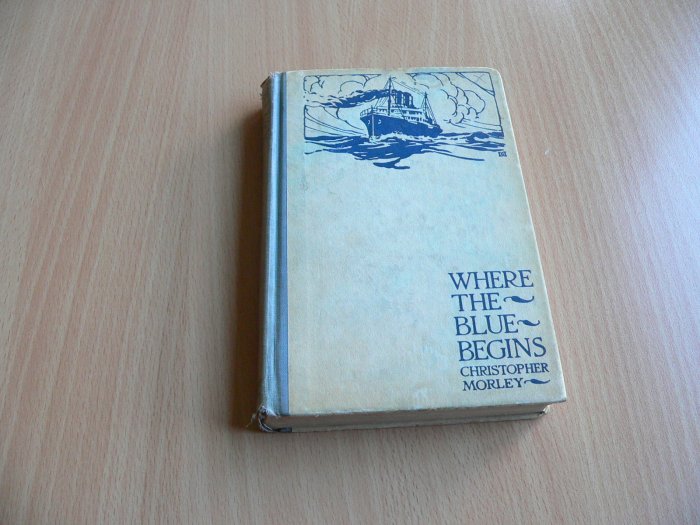 WHERE
THE~
BLUE~
BEGINS
CHRISTOPHER
MORLEY~